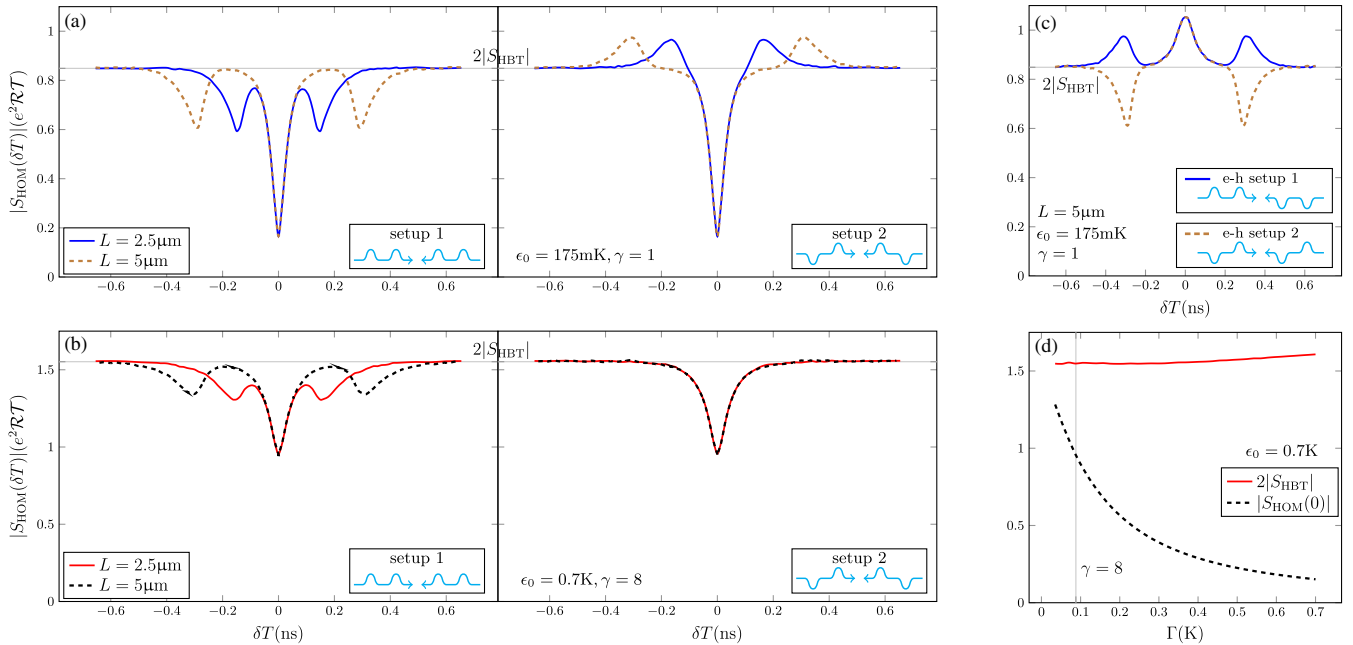 (a)
|S_HOM(δT)|(e²RT)
1
0.8
0.6
0.4
0.2
0
2|S_HBT|
L = 2.5µm
L = 5µm
setup 1
ϵ₀ = 175mK, γ = 1
setup 2
−0.6 −0.4 −0.2 0 0.2 0.4 0.6
−0.6 −0.4 −0.2 0 0.2 0.4 0.6
(c)
1
0.8
0.6
0.4
0.2
0
2|S_HBT|
e-h setup 1
L = 5µm
ϵ₀ = 175mK
γ = 1
e-h setup 2
−0.6 −0.4 −0.2 0 0.2 0.4 0.6
δT(ns)
(b)
|S_HOM(δT)|(e²RT)
1.5
1
1.5
0
2|S_HBT|
L = 2.5µm
L = 5µm
setup 1
ϵ₀ = 0.7K, γ = 8
setup 2
−0.6 −0.4 −0.2 0 0.2 0.4 0.6
−0.6 −0.4 −0.2 0 0.2 0.4 0.6
δT(ns)
δT(ns)
(d)
1.5
1
0.5
0
ϵ₀ = 0.7K
2|S_HBT|
|S_HOM(0)|
γ = 8
0 0.1 0.2 0.3 0.4 0.5 0.6 0.7
Γ(K)